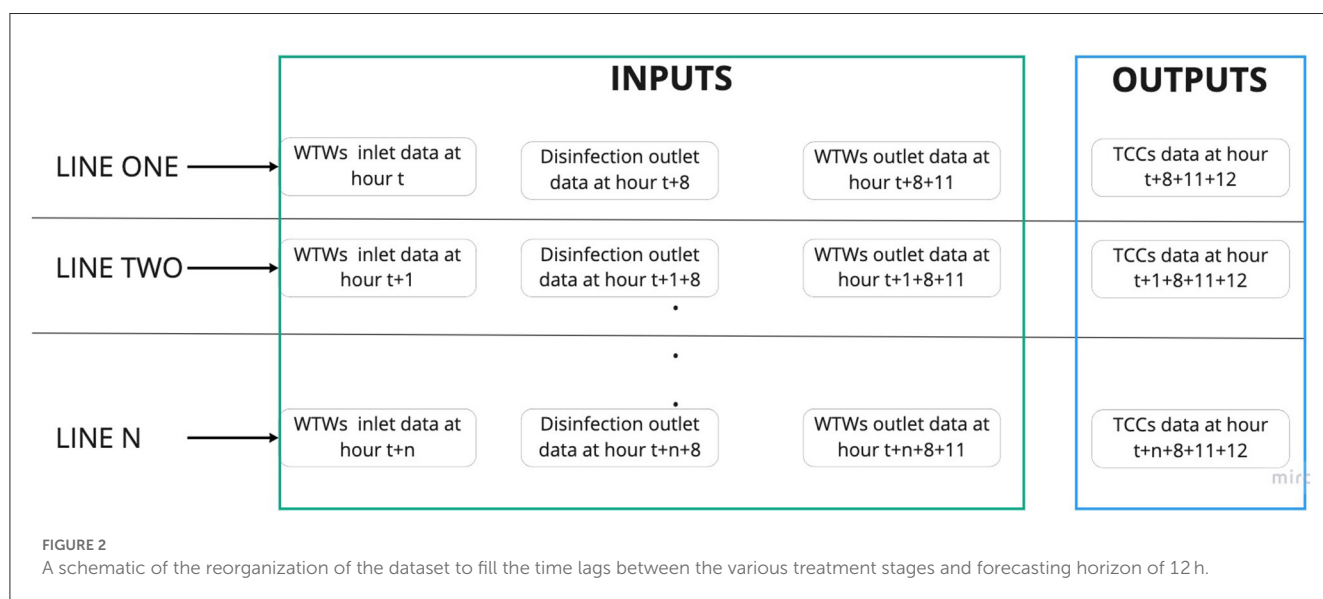 INPUTS
OUTPUTS
LINE ONE
WTWs inlet data at
hour t
Disinfection outlet
data at hour t+8
WTWs outlet data at
hour t+8+11
TCCs data at hour
t+8+11+12
LINE TWO
WTWs inlet data at
hour t+1
Disinfection outlet
data at hour t+1+8
WTWs outlet data at
hour t+1+8+11
TCCs data at hour
t+1+8+11+12
.
.
.
LINE N
WTWs inlet data at
hour t+n
Disinfection outlet
data at hour t+n+8
WTWs outlet data at
hour t+n+8+11
TCCs data at hour
t+n+8+11+12
mirc
FIGURE 2
A schematic of the reorganization of the dataset to fill the time lags between the various treatment stages and forecasting horizon of 12 h.